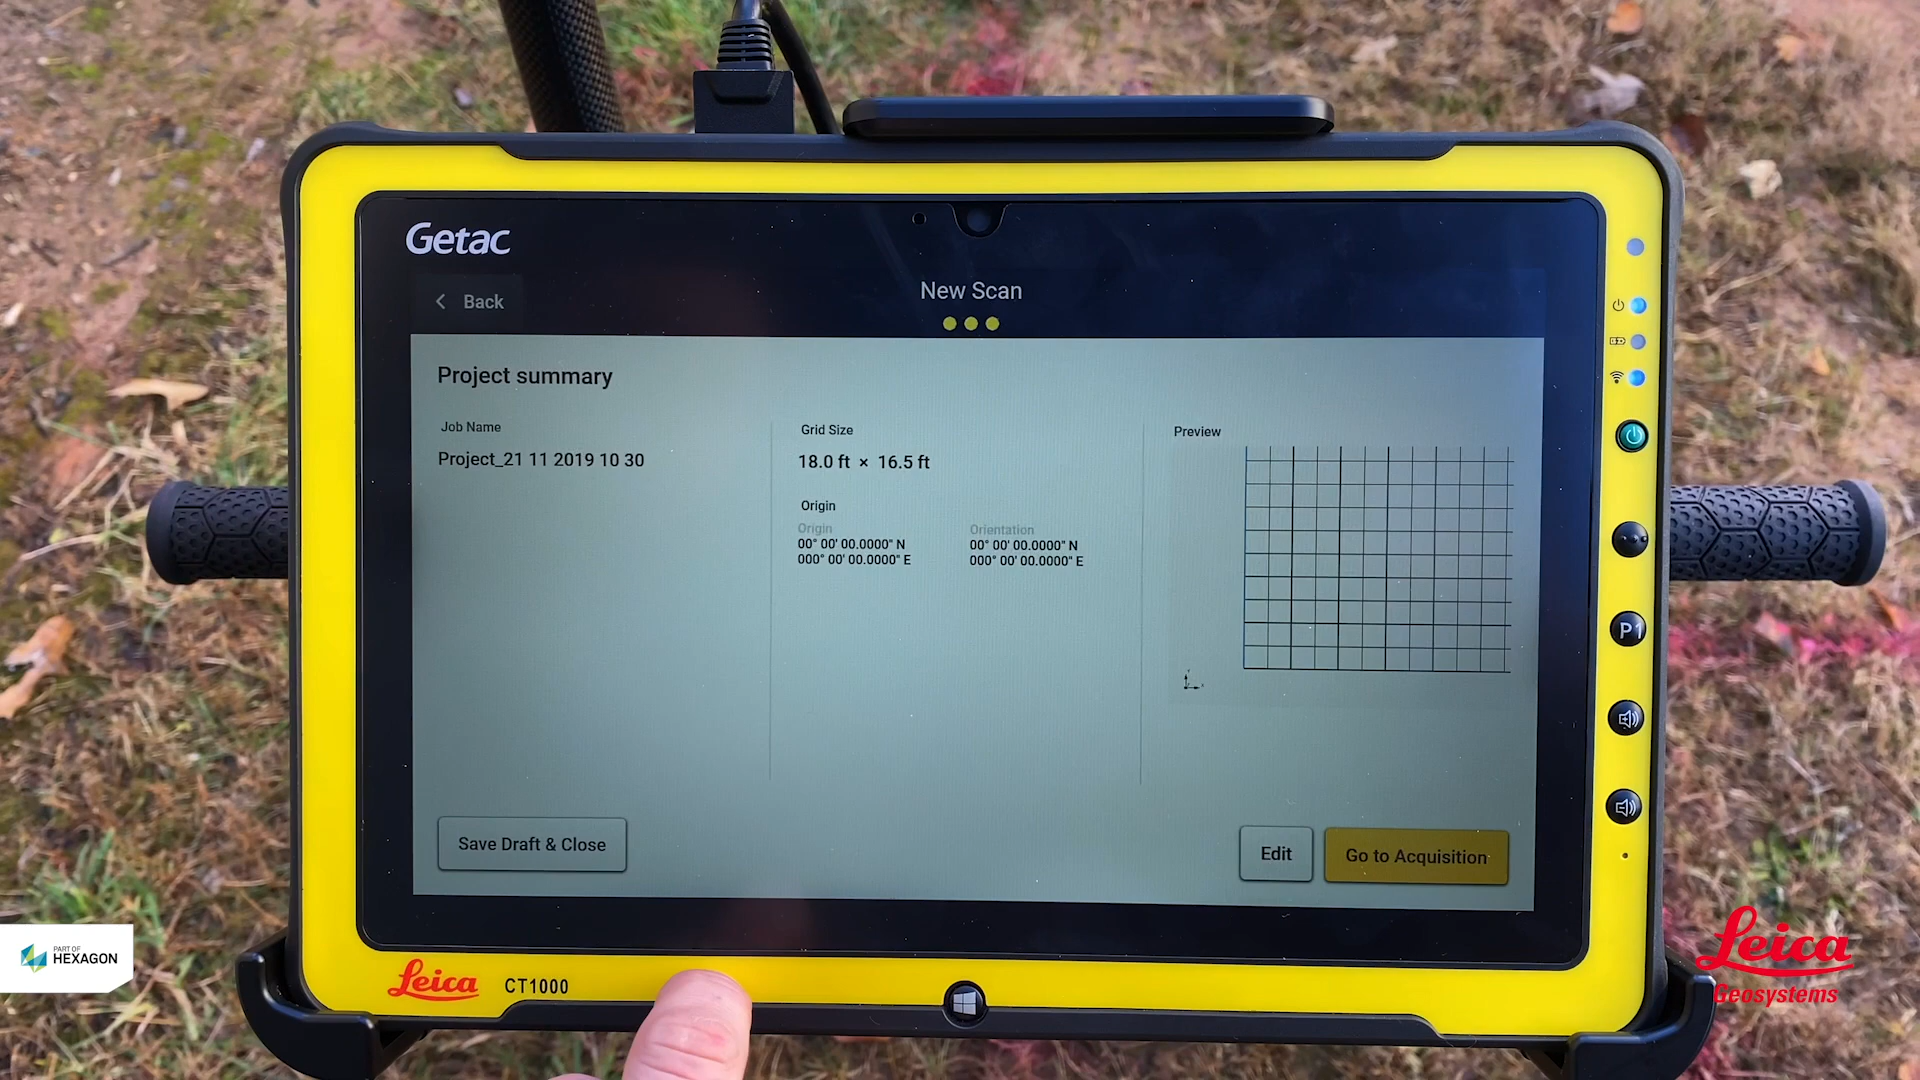 Getac
Back
New Scan
Project summary
Job Name
Project_21 11 2019 10 30
Grid Size
18.0 ft × 16.5 ft
Origin
Origin
00° 00' 00.0000" N
000° 00' 00.0000" E
Orientation
00° 00' 00.0000" N
000° 00' 00.0000" E
Preview
Save Draft & Close
Edit
Go to Acquisition
P1
Leica CT1000
PART OF
HEXAGON
Leica
Geosystems